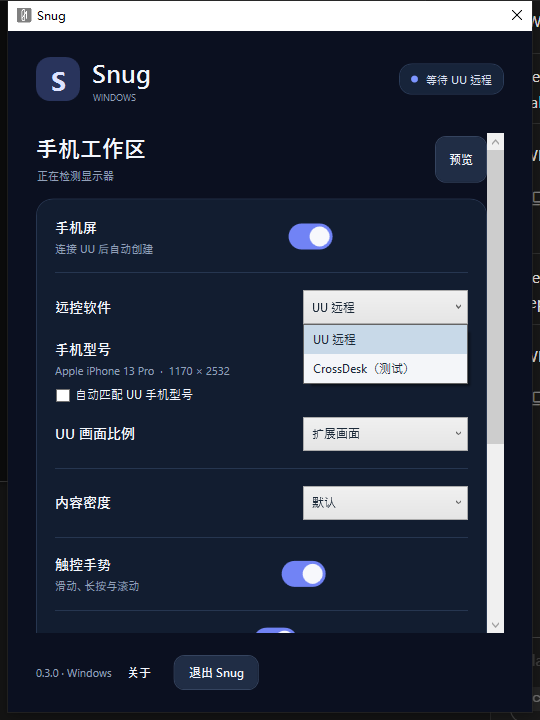 Snug
S
Snug
WINDOWS
等待 UU 远程
手机工作区
正在检测显示器
预览
手机屏
连接 UU 后自动创建
远控软件
UU 远程
UU 远程
CrossDesk（测试）
手机型号
Apple iPhone 13 Pro · 1170 × 2532
自动匹配 UU 手机型号
UU 画面比例
扩展画面
内容密度
默认
触控手势
滑动、长按与滚动
0.3.0 · Windows
关于
退出 Snug